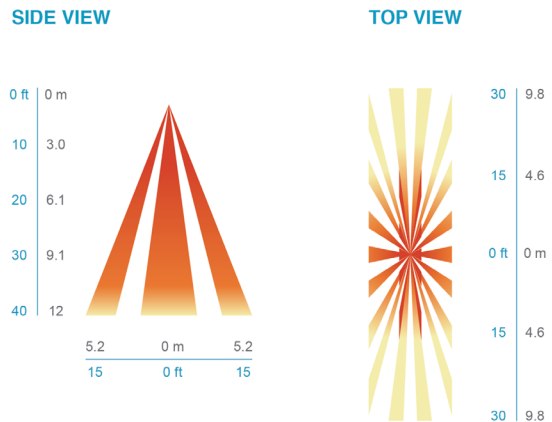 SIDE VIEW
TOP VIEW
0 ft 0 m
10 3.0
20 6.1
30 9.1
40 12
5.2 0 m 5.2
15 0 ft 15
30 9.8
15 4.6
0 ft 0 m
15 4.6
30 9.8